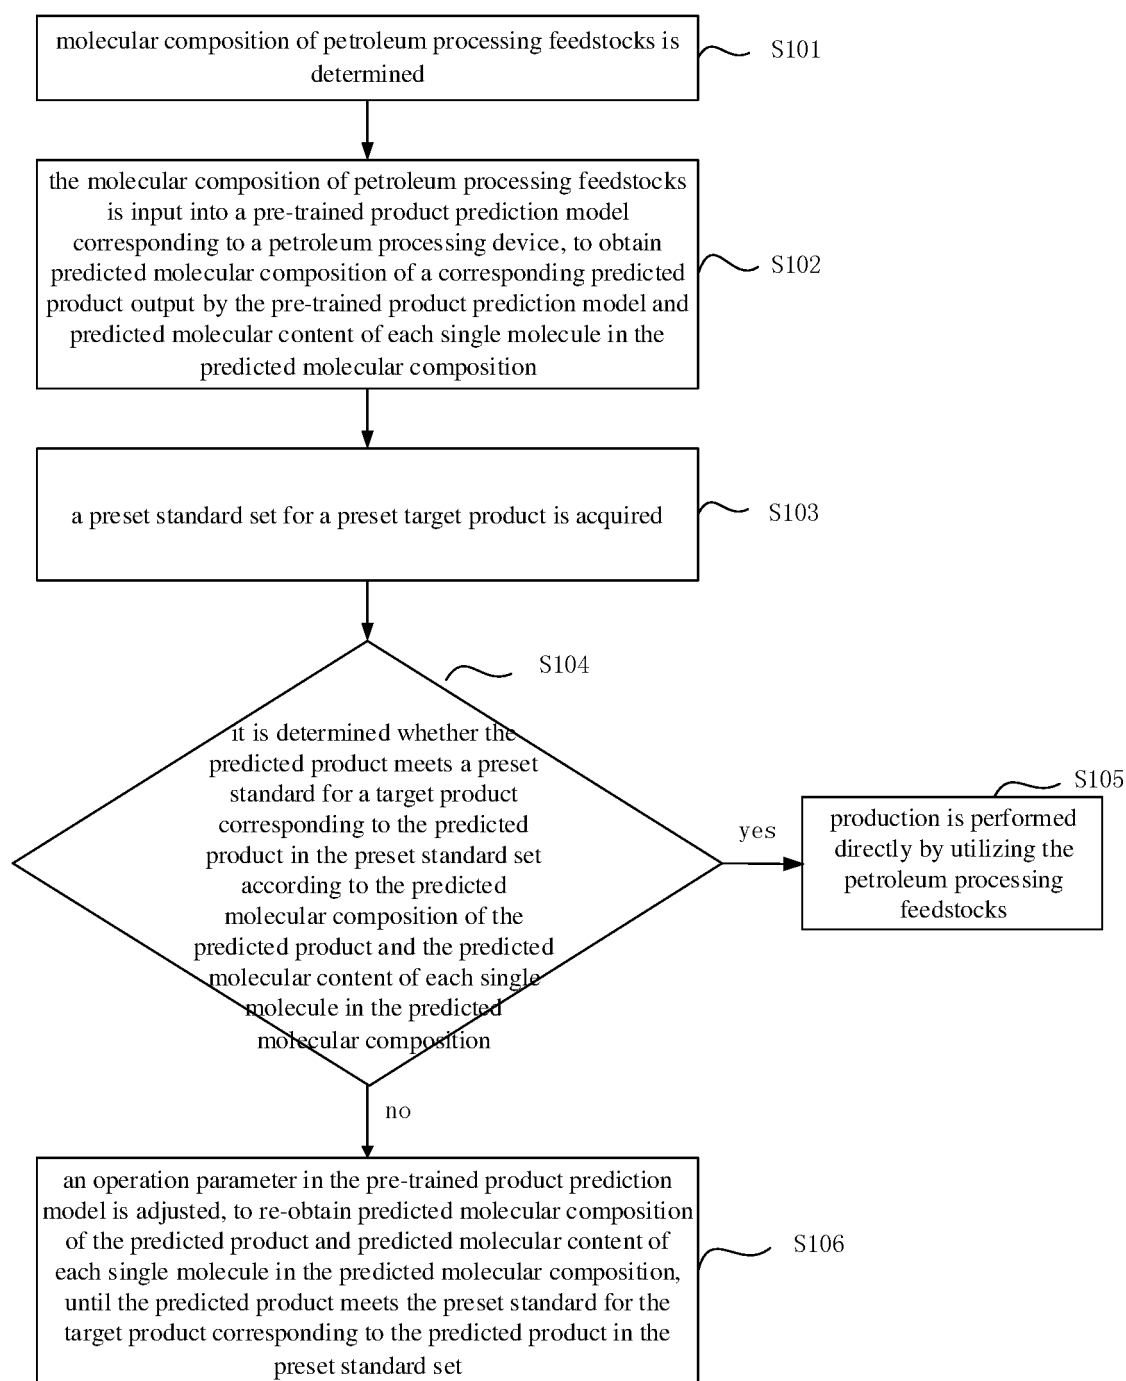 molecular composition of petroleum processing feedstocks is
determined
S101
the molecular composition of petroleum processing feedstocks
is input into a pre-trained product prediction model
corresponding to a petroleum processing device, to obtain
predicted molecular composition of a corresponding predicted
product output by the pre-trained product prediction model and
predicted molecular content of each single molecule in the
predicted molecular composition
S102
a preset standard set for a preset target product is acquired
S103
S104
it is determined whether the
predicted product meets a preset
standard for a target product
corresponding to the predicted
product in the preset standard set
according to the predicted
molecular composition of the
predicted product and the predicted
molecular content of each single
molecule in the predicted
molecular composition
yes
S105
production is performed
directly by utilizing the
petroleum processing
feedstocks
no
an operation parameter in the pre-trained product prediction
model is adjusted, to re-obtain predicted molecular composition
of the predicted product and predicted molecular content of
each single molecule in the predicted molecular composition,
until the predicted product meets the preset standard for the
target product corresponding to the predicted product in the
preset standard set
S106